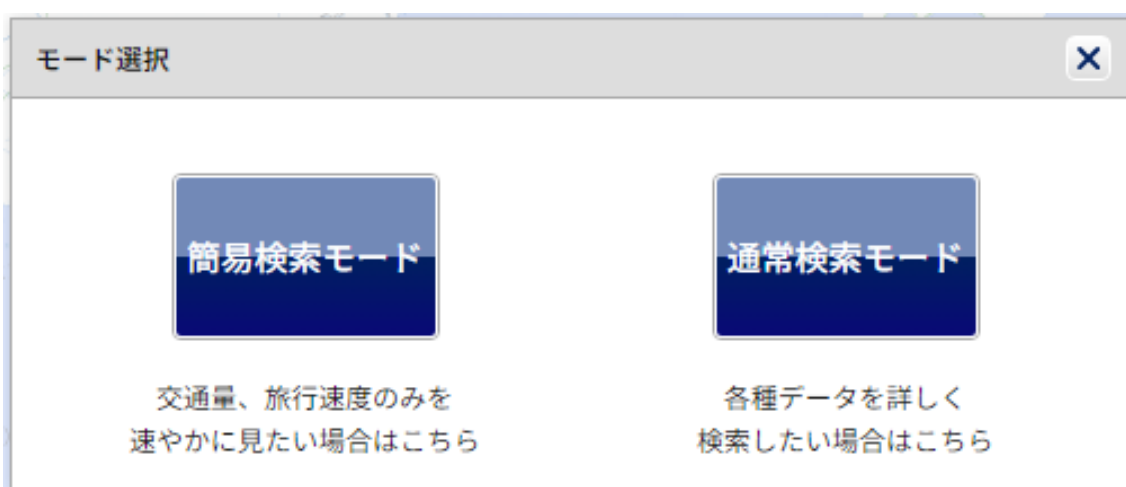 モード選択
簡易検索モード
通常検索モード
交通量、旅行速度のみを
速やかに見たい場合はこちら
各種データを詳しく
検索したい場合はこちら